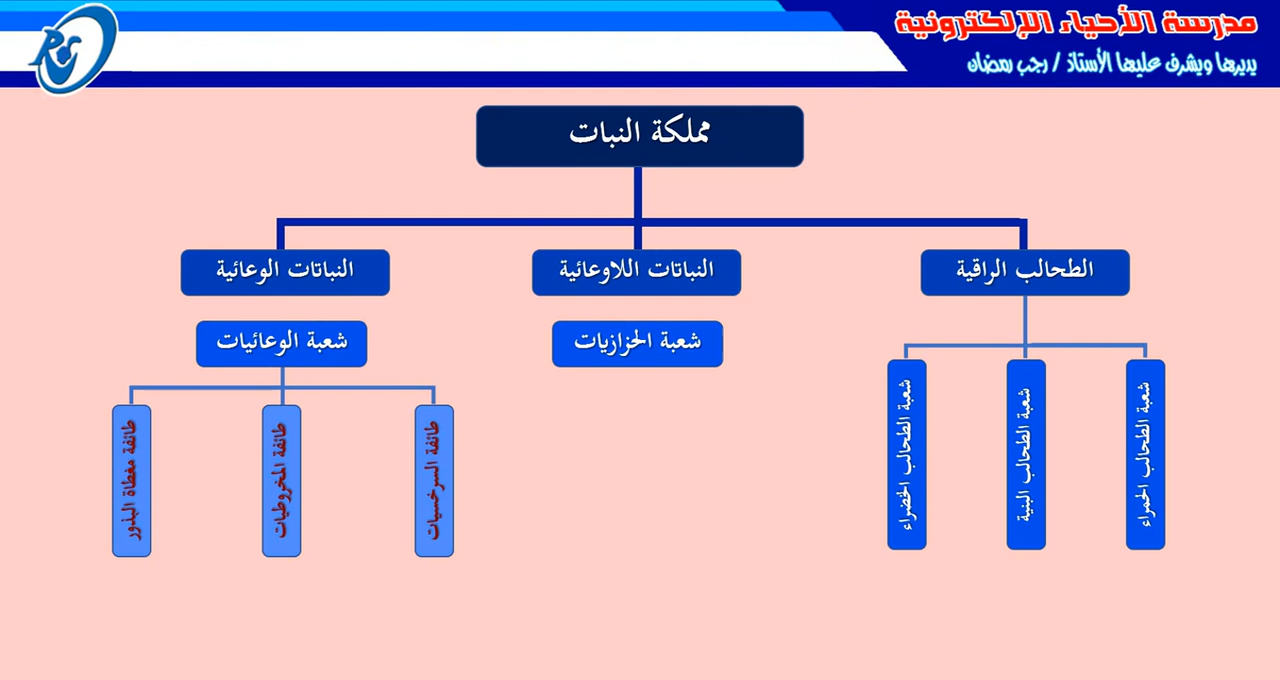 مدرسة الأحياء الإلكترونية
يديرها ويشرف عليها الأستاذ / رجب رمضان
مملكة النبات
الطحالب الراقية
النباتات اللاوعائية
النباتات الوعائية
شعبة الحزازيات
شعبة الوعائيات
شعبة الطحالب الحمراء
شعبة الطحالب البنية
شعبة الطحالب الخضراء
طائفة السرخسيات
طائفة المخروطيات
طائفة مغطاة البذور